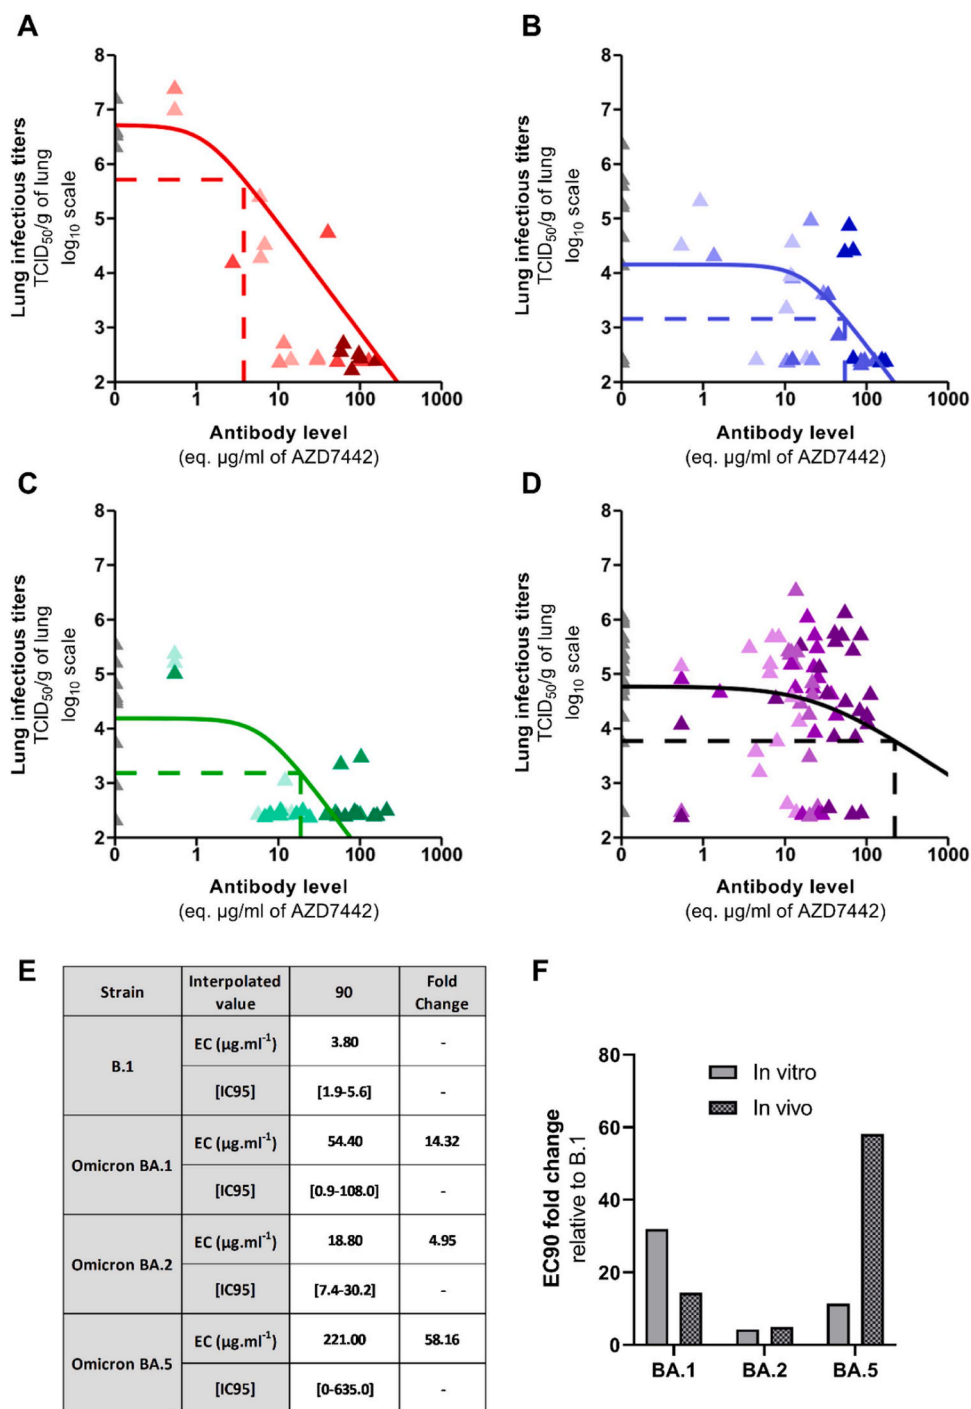 A
8
7
6
5
4
3
2
Lung infectious titers
TCID50/g of lung
log10 scale
0 1 10 100 1000
Antibody level
(eq. µg/ml of AZD7442)
B
8
7
6
5
4
3
2
Lung infectious titers
TCID50/g of lung
log10 scale
0 1 10 100 1000
Antibody level
(eq. µg/ml of AZD7442)
C
8
7
6
5
4
3
2
Lung infectious titers
TCID50/g of lung
log10 scale
0 1 10 100 1000
Antibody level
(eq. µg/ml of AZD7442)
D
8
7
6
5
4
3
2
Lung infectious titers
TCID50/g of lung
log10 scale
0 1 10 100 1000
Antibody level
(eq. µg/ml of AZD7442)
E
Strain Interpolated value 90 Fold Change
B.1 EC (µg.ml-1) 3.80 -
[IC95] [1.9-5.6] -
Omicron BA.1 EC (µg.ml-1) 54.40 14.32
[IC95] [0.9-108.0] -
Omicron BA.2 EC (µg.ml-1) 18.80 4.95
[IC95] [7.4-30.2] -
Omicron BA.5 EC (µg.ml-1) 221.00 58.16
[IC95] [0-635.0] -
F
80
60
40
20
0
EC90 fold change
relative to B.1
In vitro
In vivo
BA.1 BA.2 BA.5